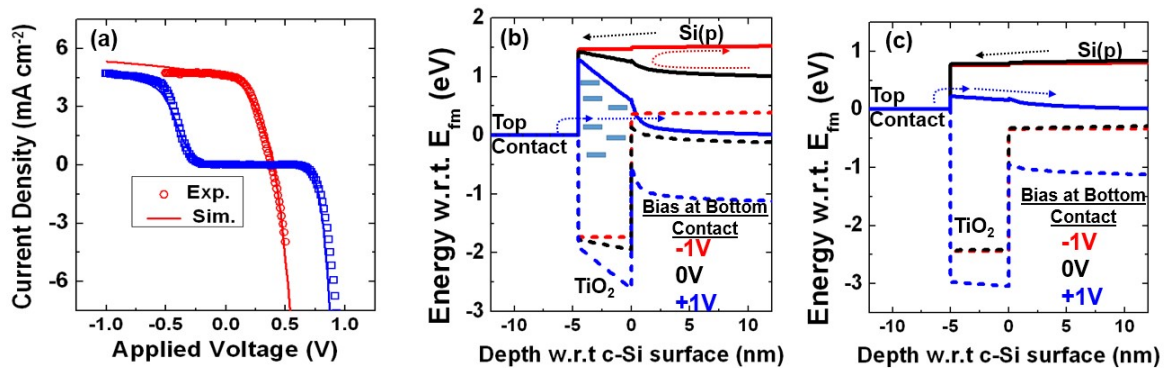 (a)
Current Density (mA cm-2)
6
3
0
-3
-6
Exp.
Sim.
-1.0
-0.5
0.0
0.5
1.0
Applied Voltage (V)
(b)
Energy w.r.t. Efm (eV)
3
2
1
0
-1
-2
-3
Si(p)
Top
Contact
Bias at Bottom
Contact
-1V
0V
+1V
TiO2
-10
-5
0
5
10
Depth w.r.t c-Si surface (nm)
(c)
Energy w.r.t. Efm (eV)
2
1
0
-1
-2
-3
Si(p)
Top
Contact
Bias at Bottom
Contact
-1V
0V
+1V
TiO2
-10
-5
0
5
10
Depth w.r.t c-Si surface (nm)